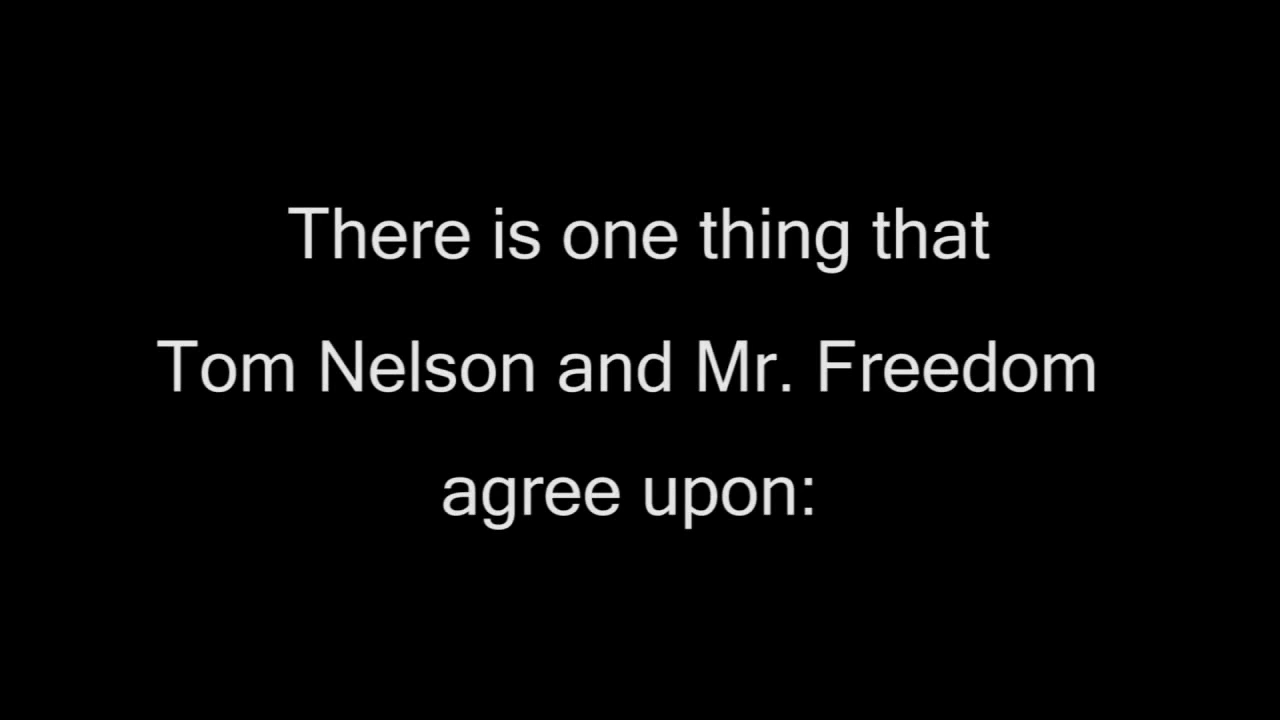 There is one thing that
Tom Nelson and Mr. Freedom
agree upon: